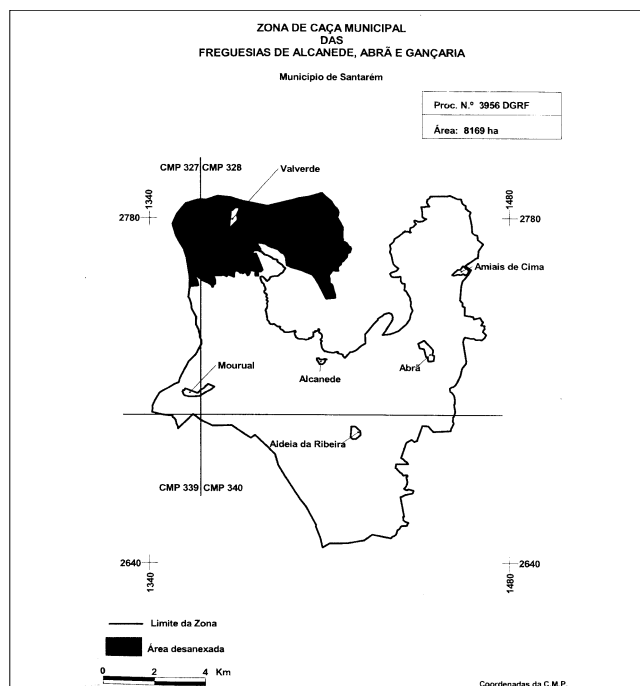 ZONA DE CAÇA MUNICIPAL
DAS
FREGUESIAS DE ALCANEDE, ABRÃ E GANÇARIA
Município de Santarém
Proc. N.º 3956 DGRF
Área: 8169 ha
CMP 327 CMP 328
Valverde
1340
1480
2780
2780
Amiais de Cima
Mourual
Alcanede
Abrã
Aldeia da Ribeira
CMP 339 CMP 340
2640
2640
1340
1480
Limite da Zona
Área desanexada
0 2 4 Km
Coordenadas da C.M.P.